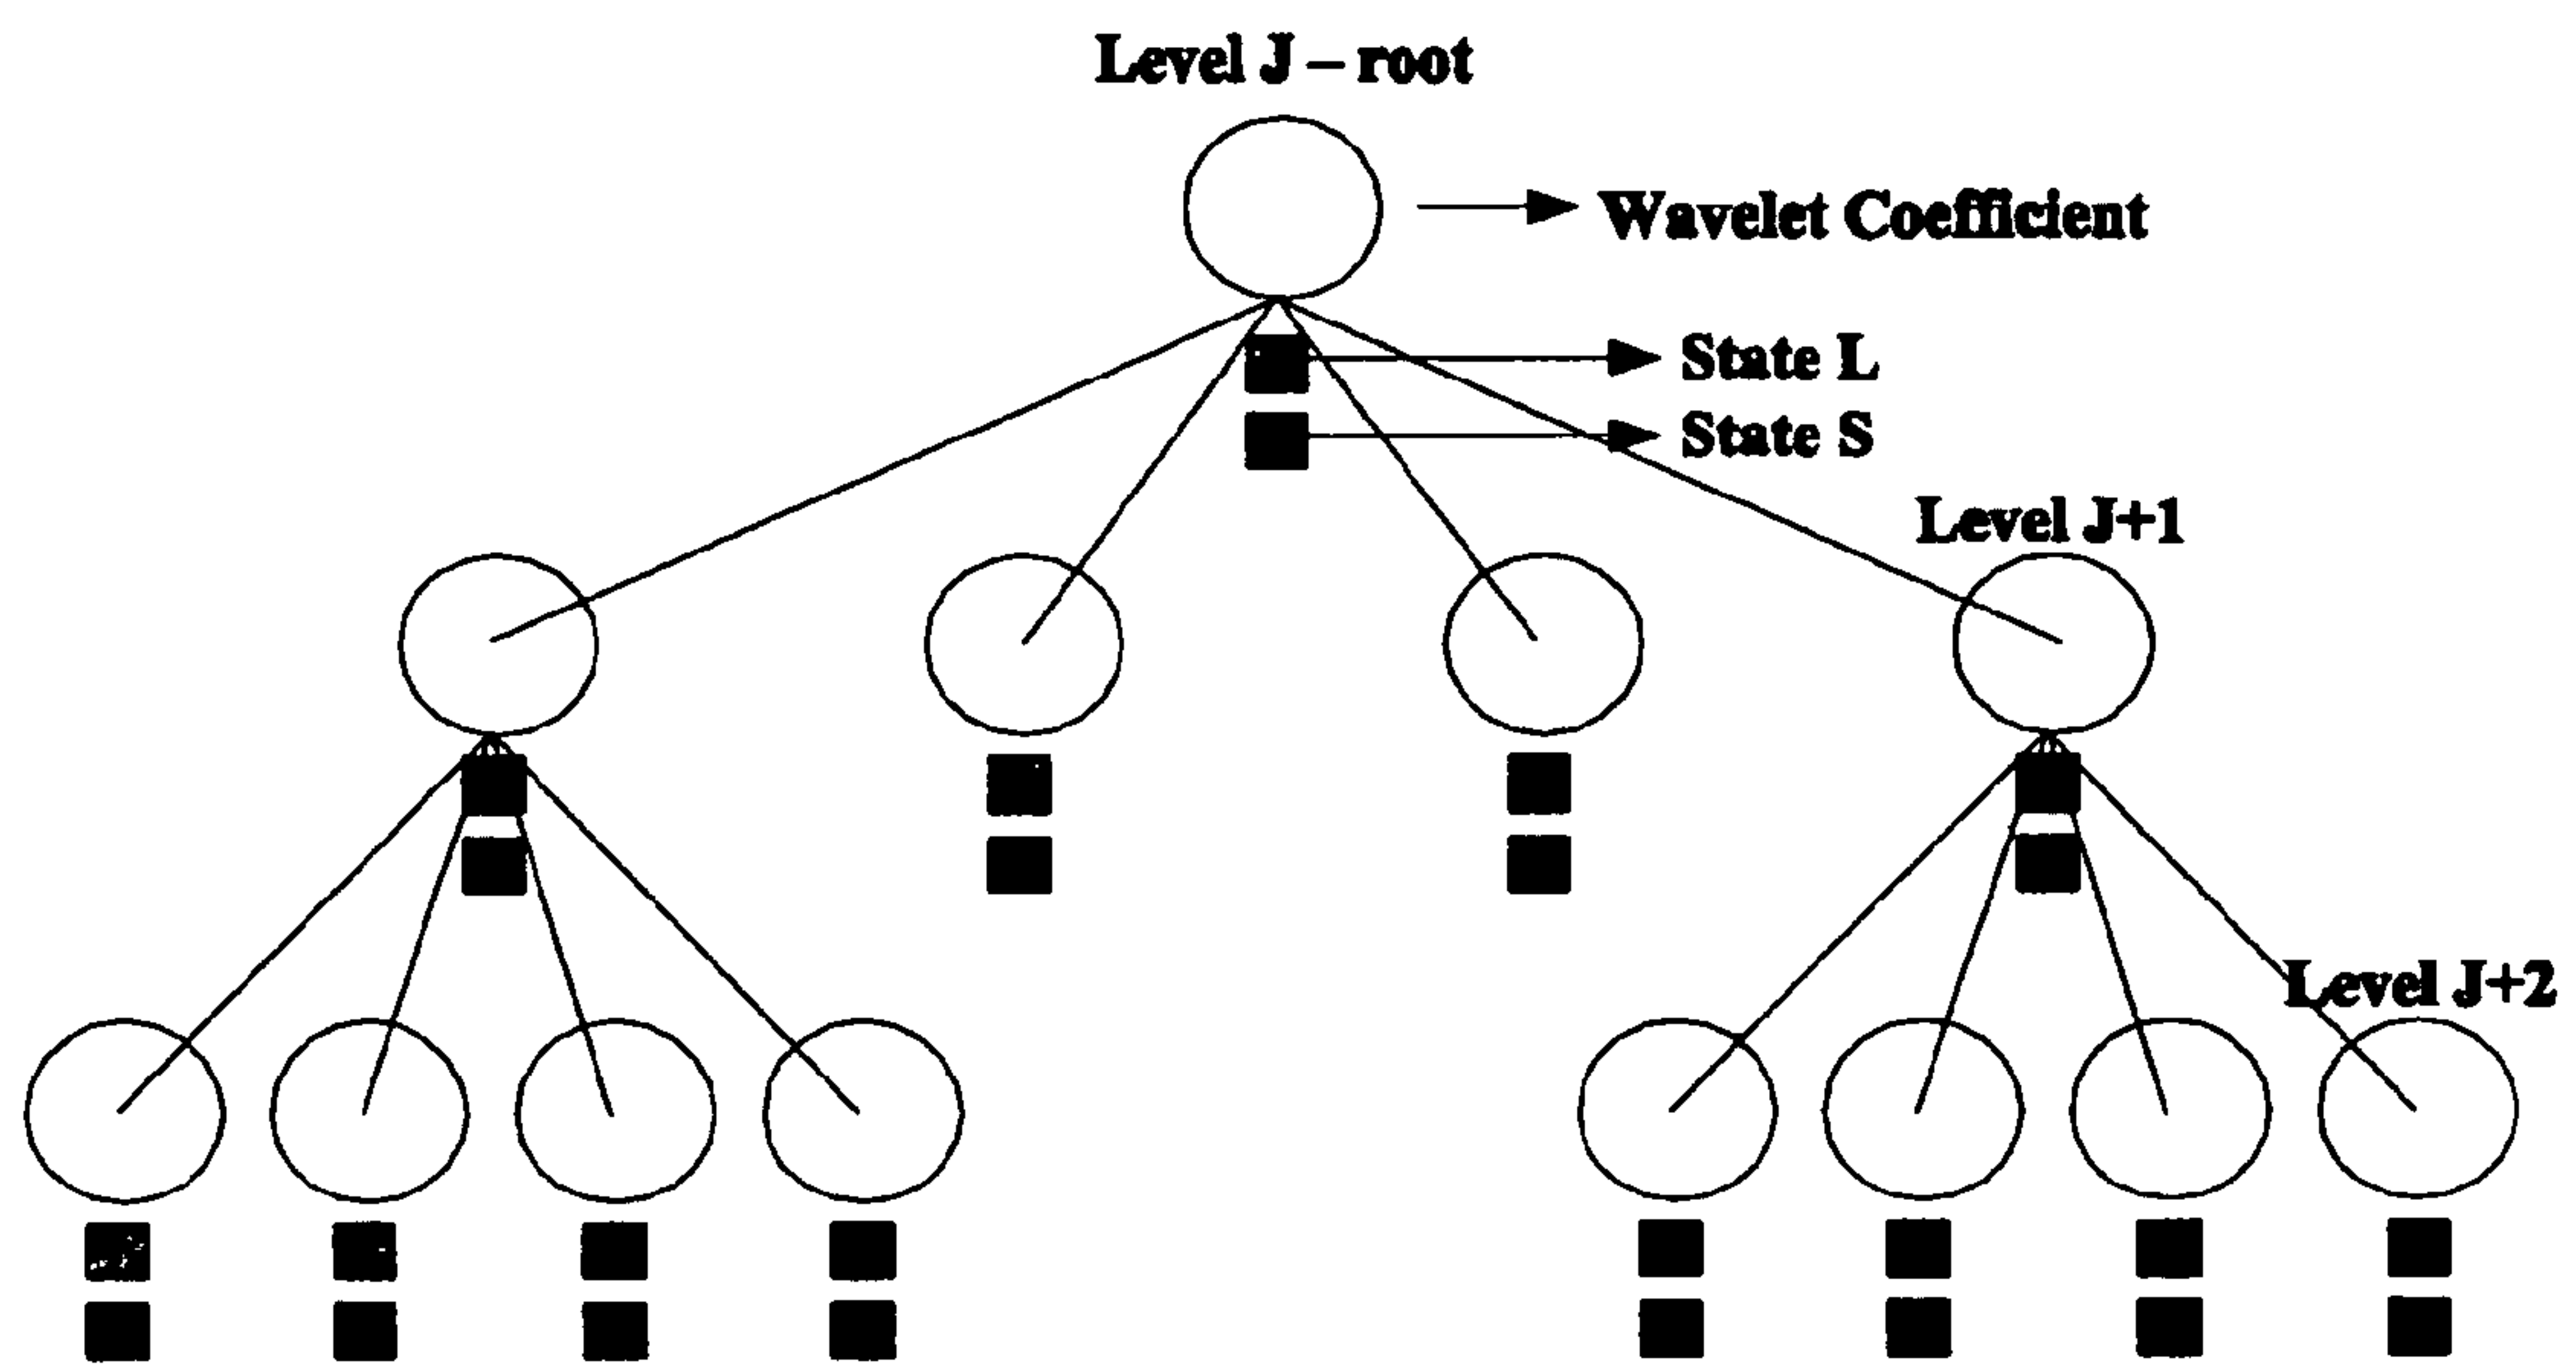 Level J – root
Wavelet Coefficient
State L
State S
Level J+1
Level J+2